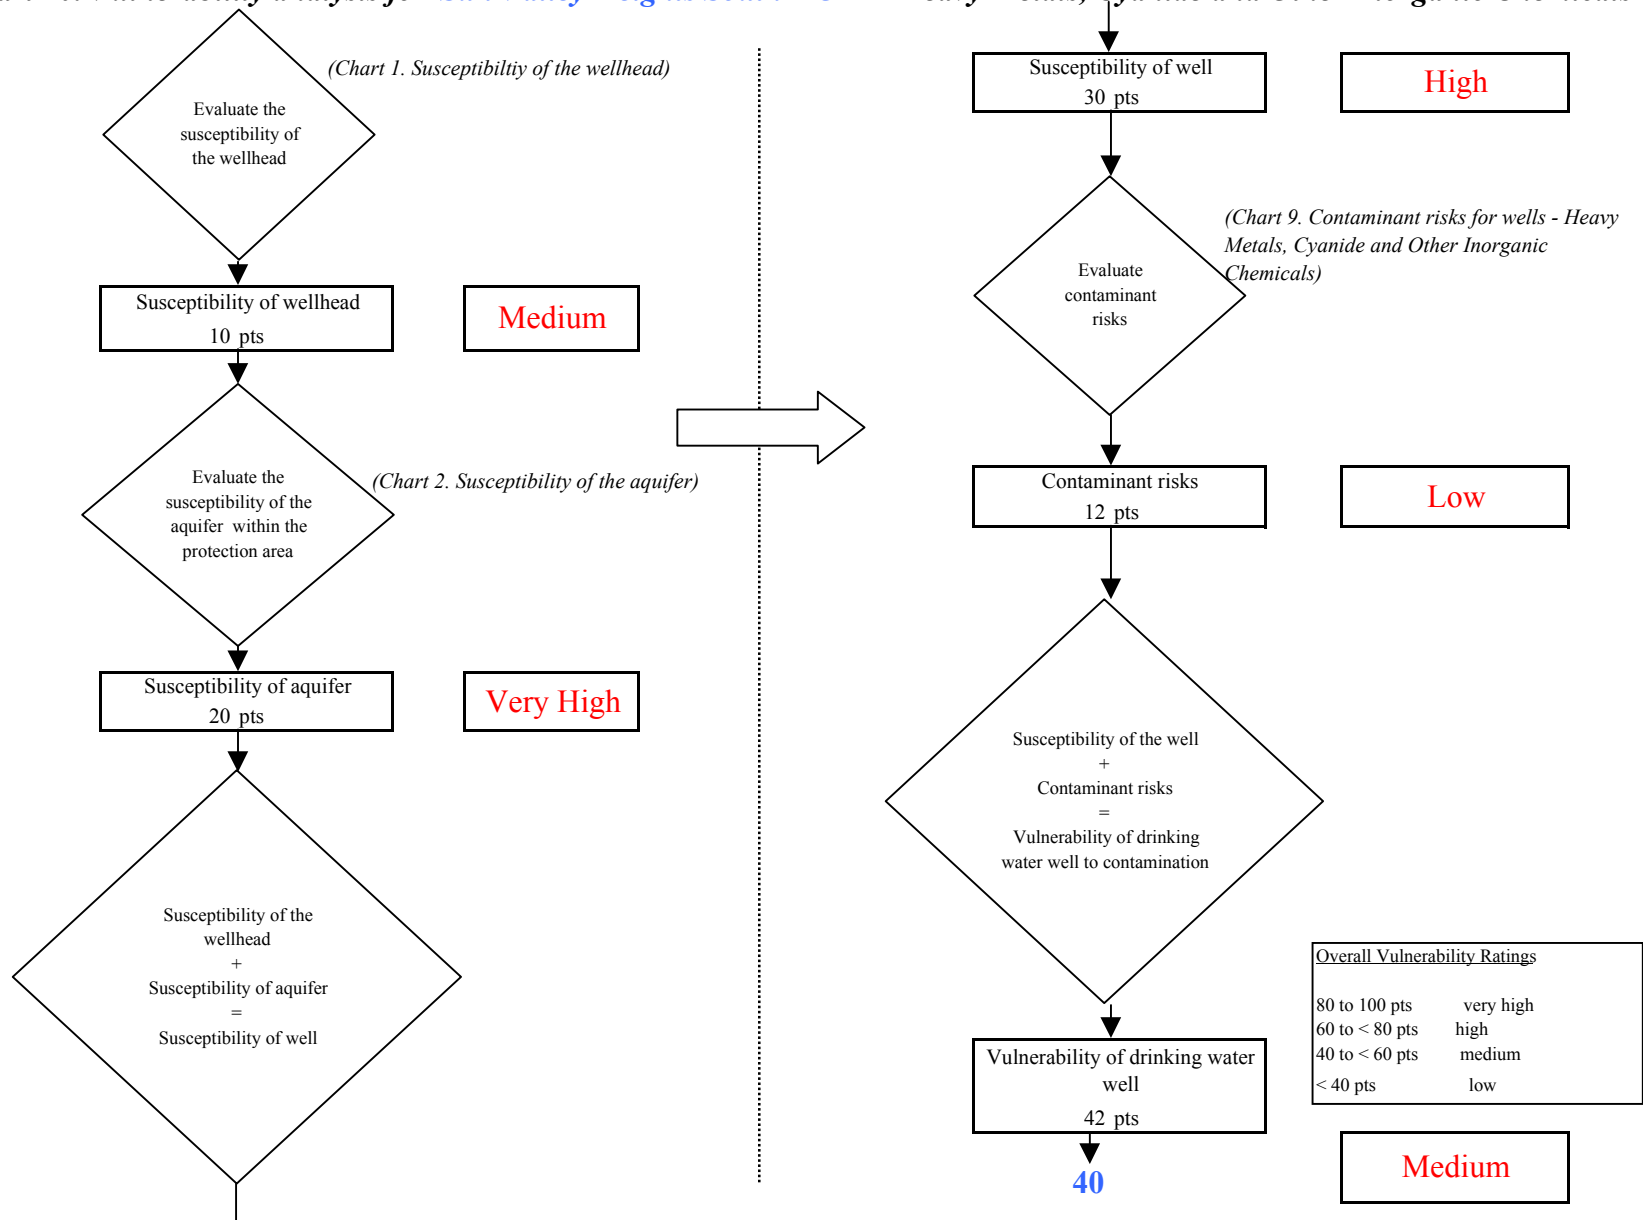 (Chart 1. Susceptibiltiy of the wellhead)
Evaluate the
susceptibility of
the wellhead
Susceptibility of wellhead
10 pts
Medium
Evaluate the
susceptibility of the
aquifer within the
protection area
(Chart 2. Susceptibility of the aquifer)
Susceptibility of aquifer
20 pts
Very High
Susceptibility of the
wellhead
+
Susceptibility of aquifer
=
Susceptibility of well
Susceptibility of well
30 pts
High
Evaluate
contaminant
risks
(Chart 9. Contaminant risks for wells - Heavy
Metals, Cyanide and Other Inorganic
Chemicals)
Contaminant risks
12 pts
Low
Susceptibility of the well
+
Contaminant risks
=
Vulnerability of drinking
water well to contamination
Overall Vulnerability Ratings
80 to 100 pts very high
60 to < 80 pts high
40 to < 60 pts medium
< 40 pts low
Vulnerability of drinking water
well
42 pts
40
Medium